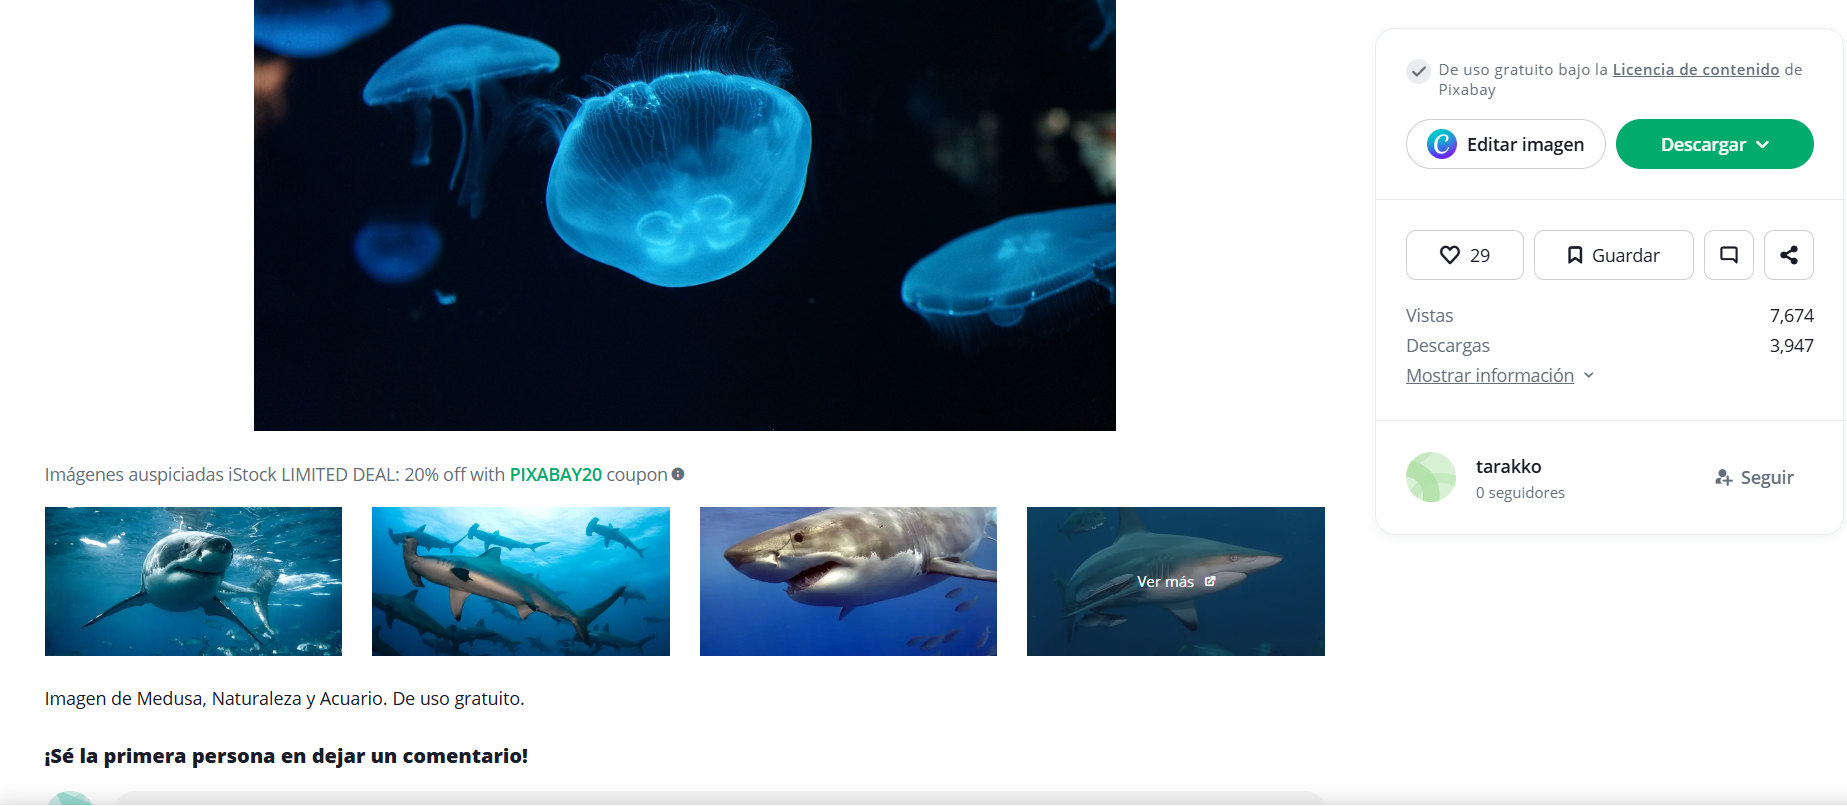 De uso gratuito bajo la Licencia de contenido de
Pixabay
Editar imagen
Descargar
29
Guardar
Vistas 7,674
Descargas 3,947
Mostrar información
tarakko
0 seguidores
Seguir
Imágenes auspiciadas iStock LIMITED DEAL: 20% off with PIXABAY20 coupon
Ver más
Imagen de Medusa, Naturaleza y Acuario. De uso gratuito.
¡Sé la primera persona en dejar un comentario!